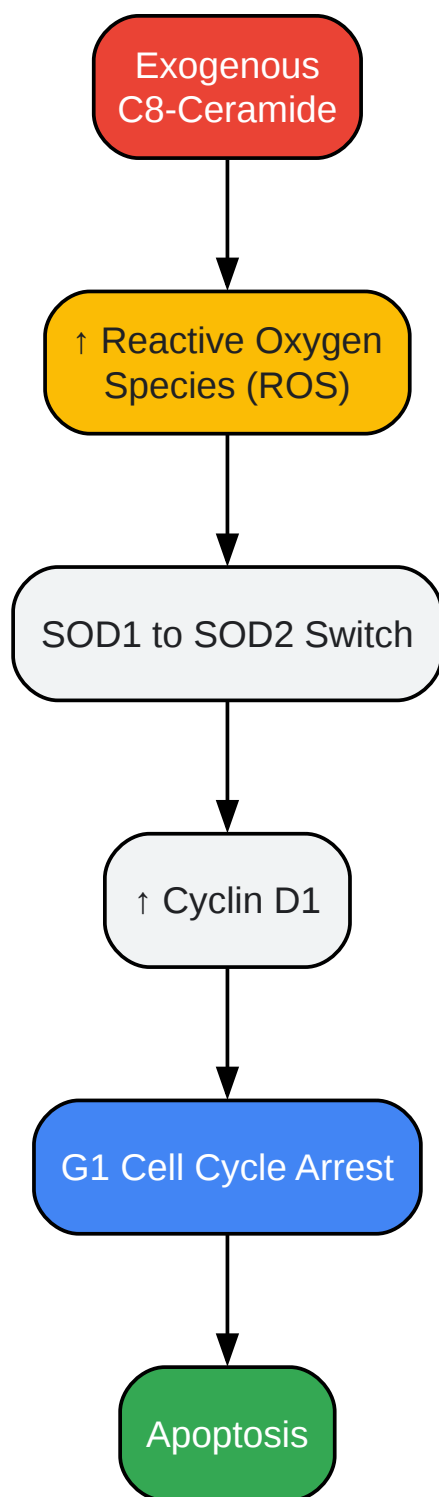 Exogenous
C8-Ceramide
↑ Reactive Oxygen
Species (ROS)
SOD1 to SOD2 Switch
↑ Cyclin D1
G1 Cell Cycle Arrest
Apoptosis